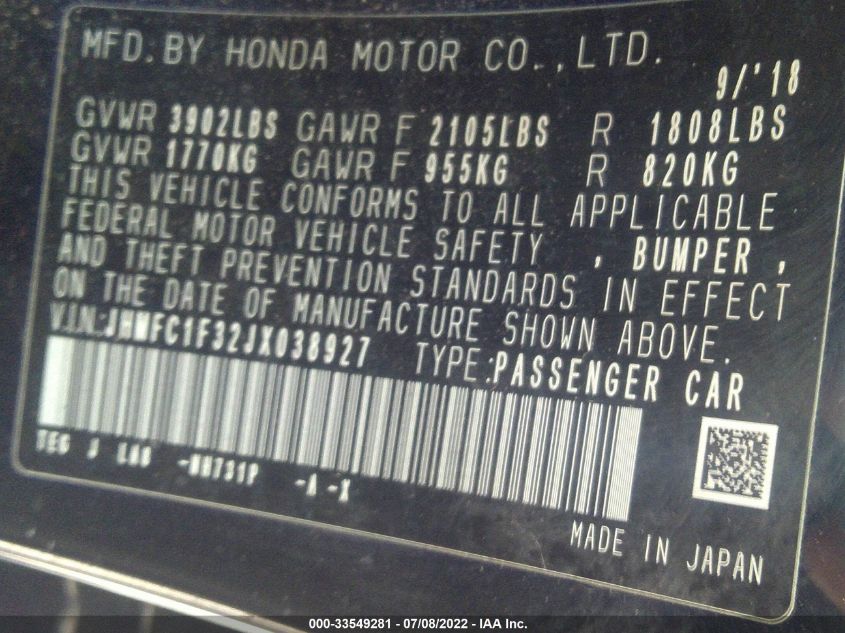 MFD. BY HONDA MOTOR CO., LTD.
9/'18
GVWR 3902LBS GAWR F 2105LBS R 1808LBS
GVWR 1770KG GAWR F 955KG R 820KG
THIS VEHICLE CONFORMS TO ALL APPLICABLE
FEDERAL MOTOR VEHICLE SAFETY , BUMPER ,
AND THEFT PREVENTION STANDARDS IN EFFECT
ON THE DATE OF MANUFACTURE SHOWN ABOVE.
VIN: JHMFC1F32JX038927 TYPE: PASSENGER CAR
TEG J -NH731P -A -X
MADE IN JAPAN
000-33549281 - 07/08/2022 - IAA Inc.